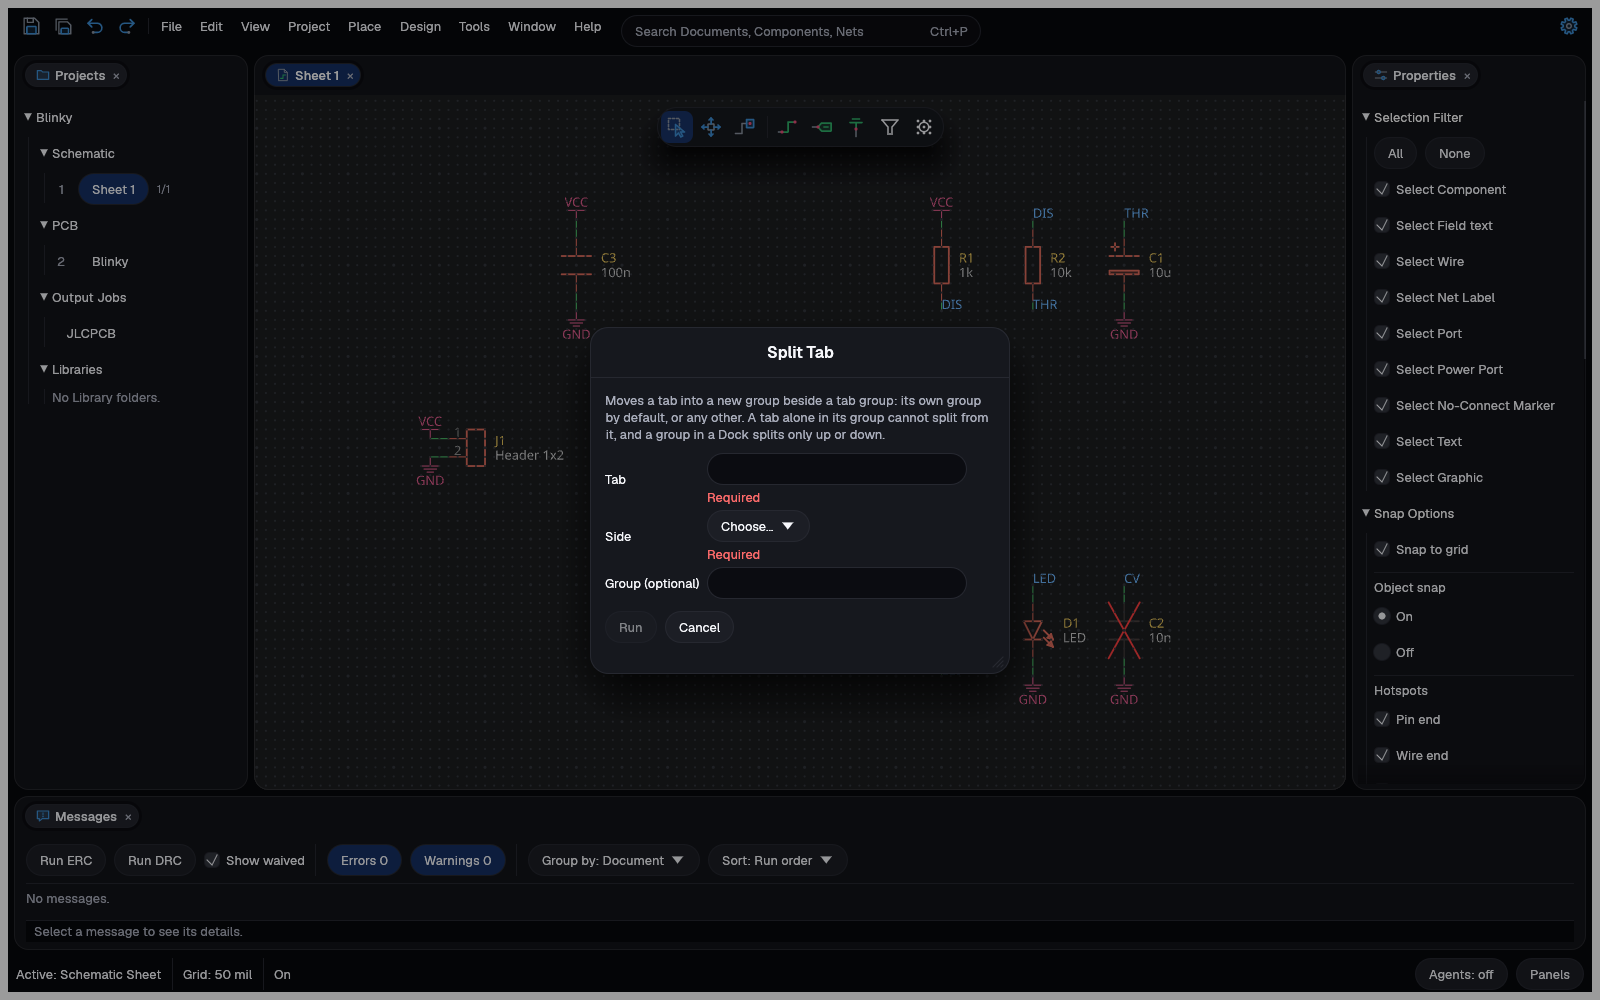 File Edit View Project Place Design Tools Window Help
Search Documents, Components, Nets Ctrl+P
Projects ×
Blinky
Schematic
1 Sheet 1 1/1
PCB
2 Blinky
Output Jobs
JLCPCB
Libraries
No Library folders.
Sheet 1 ×
VCC
C3
100n
GND
VCC
R1
1k
DIS
DIS
R2
10k
THR
THR
C1
10u
GND
VCC
1
2
J1
Header 1x2
GND
LED
D1
LED
GND
CV
C2
10n
GND
Split Tab
Moves a tab into a new group beside a tab group: its own group
by default, or any other. A tab alone in its group cannot split from
it, and a group in a Dock splits only up or down.
Tab
Required
Side Choose...
Required
Group (optional)
Run Cancel
Properties ×
Selection Filter
All None
Select Component
Select Field text
Select Wire
Select Net Label
Select Port
Select Power Port
Select No-Connect Marker
Select Text
Select Graphic
Snap Options
Snap to grid
Object snap
On
Off
Hotspots
Pin end
Wire end
Messages ×
Run ERC Run DRC Show waived Errors 0 Warnings 0 Group by: Document Sort: Run order
No messages.
Select a message to see its details.
Active: Schematic Sheet Grid: 50 mil On Agents: off Panels